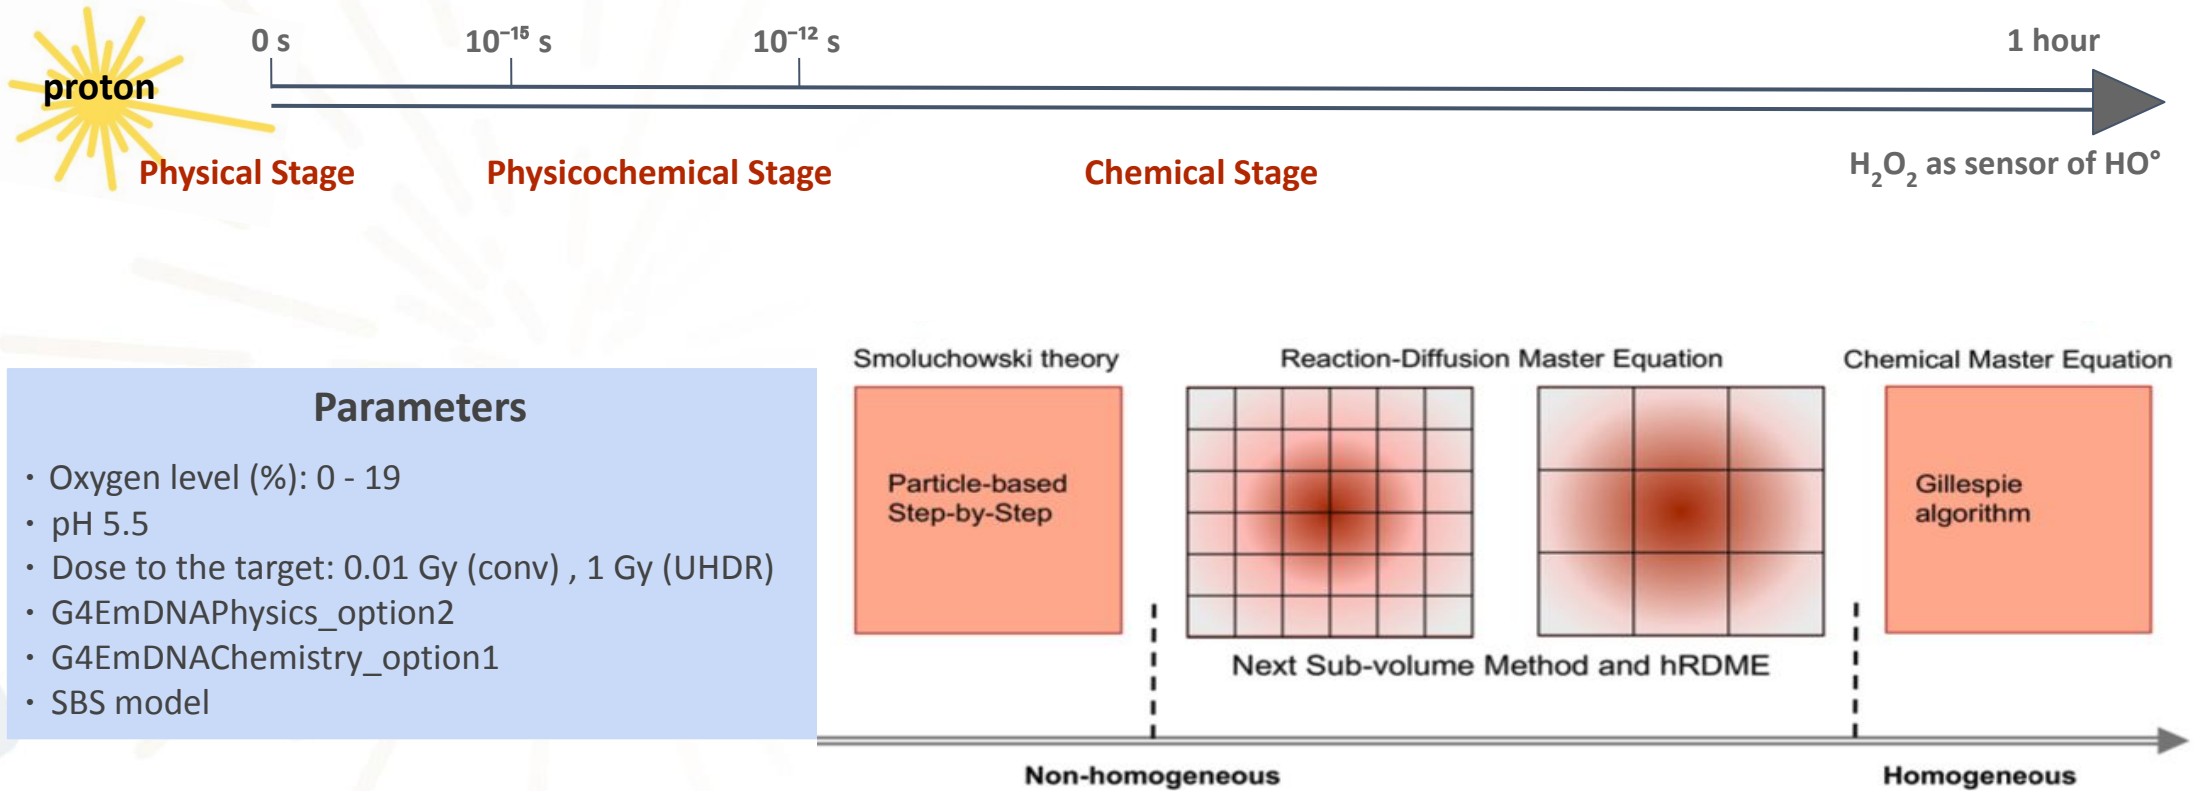 proton
0 s
10⁻¹⁵ s
10⁻¹² s
1 hour
Physical Stage
Physicochemical Stage
Chemical Stage
H₂O₂ as sensor of HO°
Parameters
· Oxygen level (%): 0 - 19
· pH 5.5
· Dose to the target: 0.01 Gy (conv) , 1 Gy (UHDR)
· G4EmDNAPhysics_option2
· G4EmDNAChemistry_option1
· SBS model
Smoluchowski theory
Reaction-Diffusion Master Equation
Chemical Master Equation
Particle-based
Step-by-Step
Gillespie
algorithm
Next Sub-volume Method and hRDME
Non-homogeneous
Homogeneous